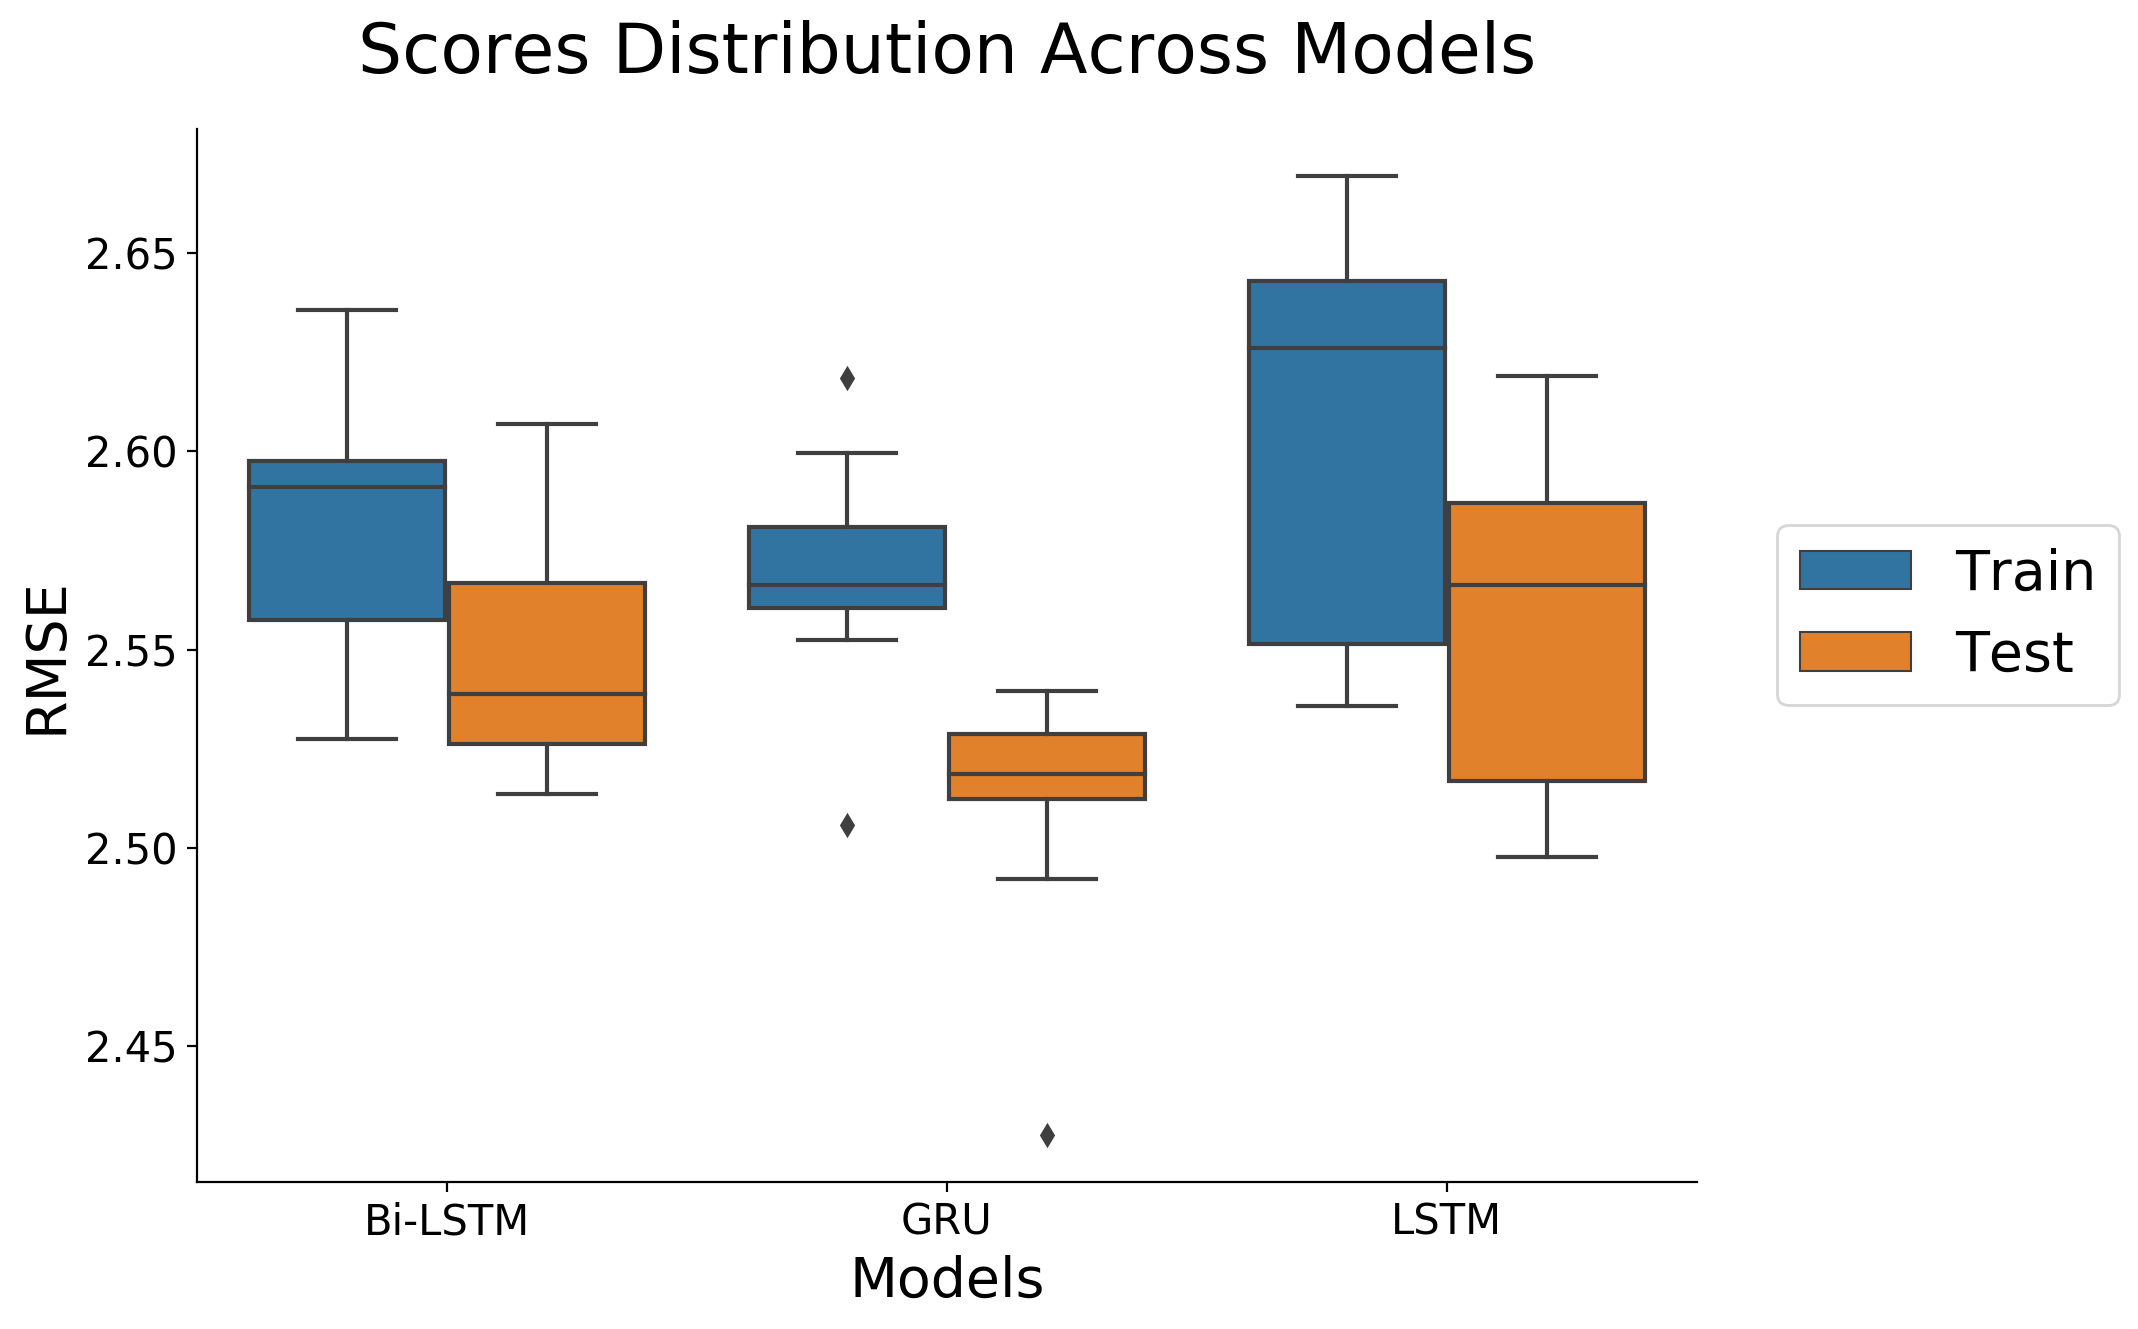 Scores Distribution Across Models
RMSE
2.65
2.60
2.55
2.50
2.45
Bi-LSTM
GRU
LSTM
Models
Train
Test